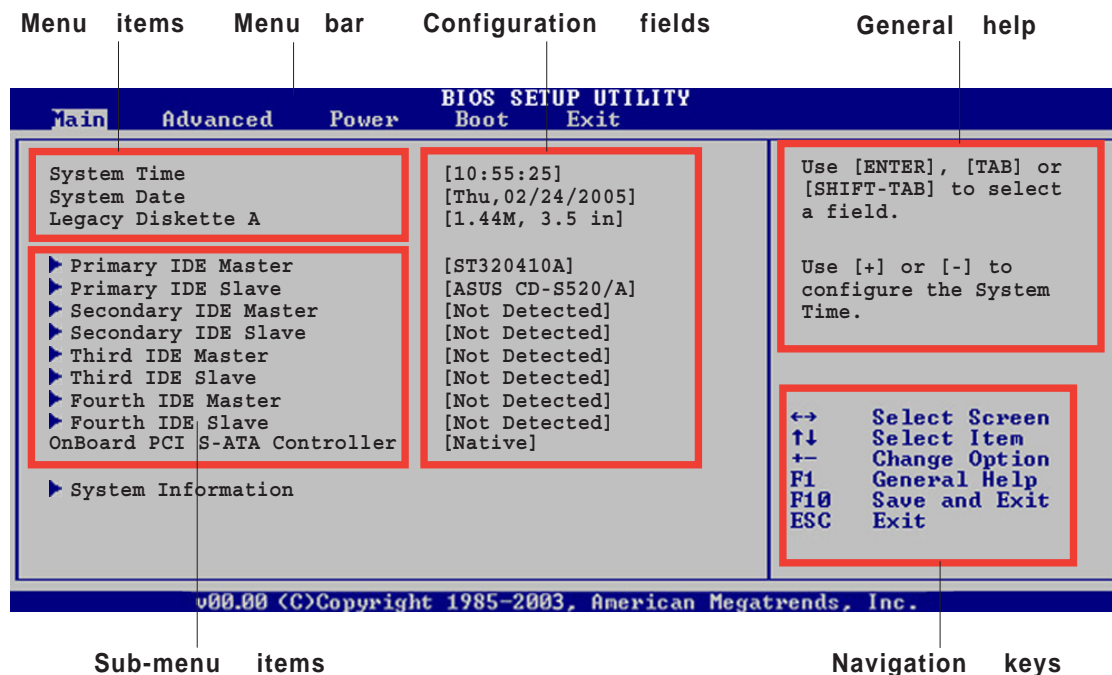 Menu items Menu bar Configuration fields General help
BIOS SETUP UTILITY
Main Advanced Power Boot Exit
System Time [10:55:25]
System Date [Thu,02/24/2005]
Legacy Diskette A [1.44M, 3.5 in]
Primary IDE Master [ST320410A]
Primary IDE Slave [ASUS CD-S520/A]
Secondary IDE Master [Not Detected]
Secondary IDE Slave [Not Detected]
Third IDE Master [Not Detected]
Third IDE Slave [Not Detected]
Fourth IDE Master [Not Detected]
Fourth IDE Slave [Not Detected]
OnBoard PCI S-ATA Controller [Native]
System Information
Use [ENTER], [TAB] or
[SHIFT-TAB] to select
a field.
Use [+] or [-] to
configure the System
Time.
←→ Select Screen
↑↓ Select Item
+- Change Option
F1 General Help
F10 Save and Exit
ESC Exit
v00.00 (C)Copyright 1985-2003, American Megatrends, Inc.
Sub-menu items Navigation keys